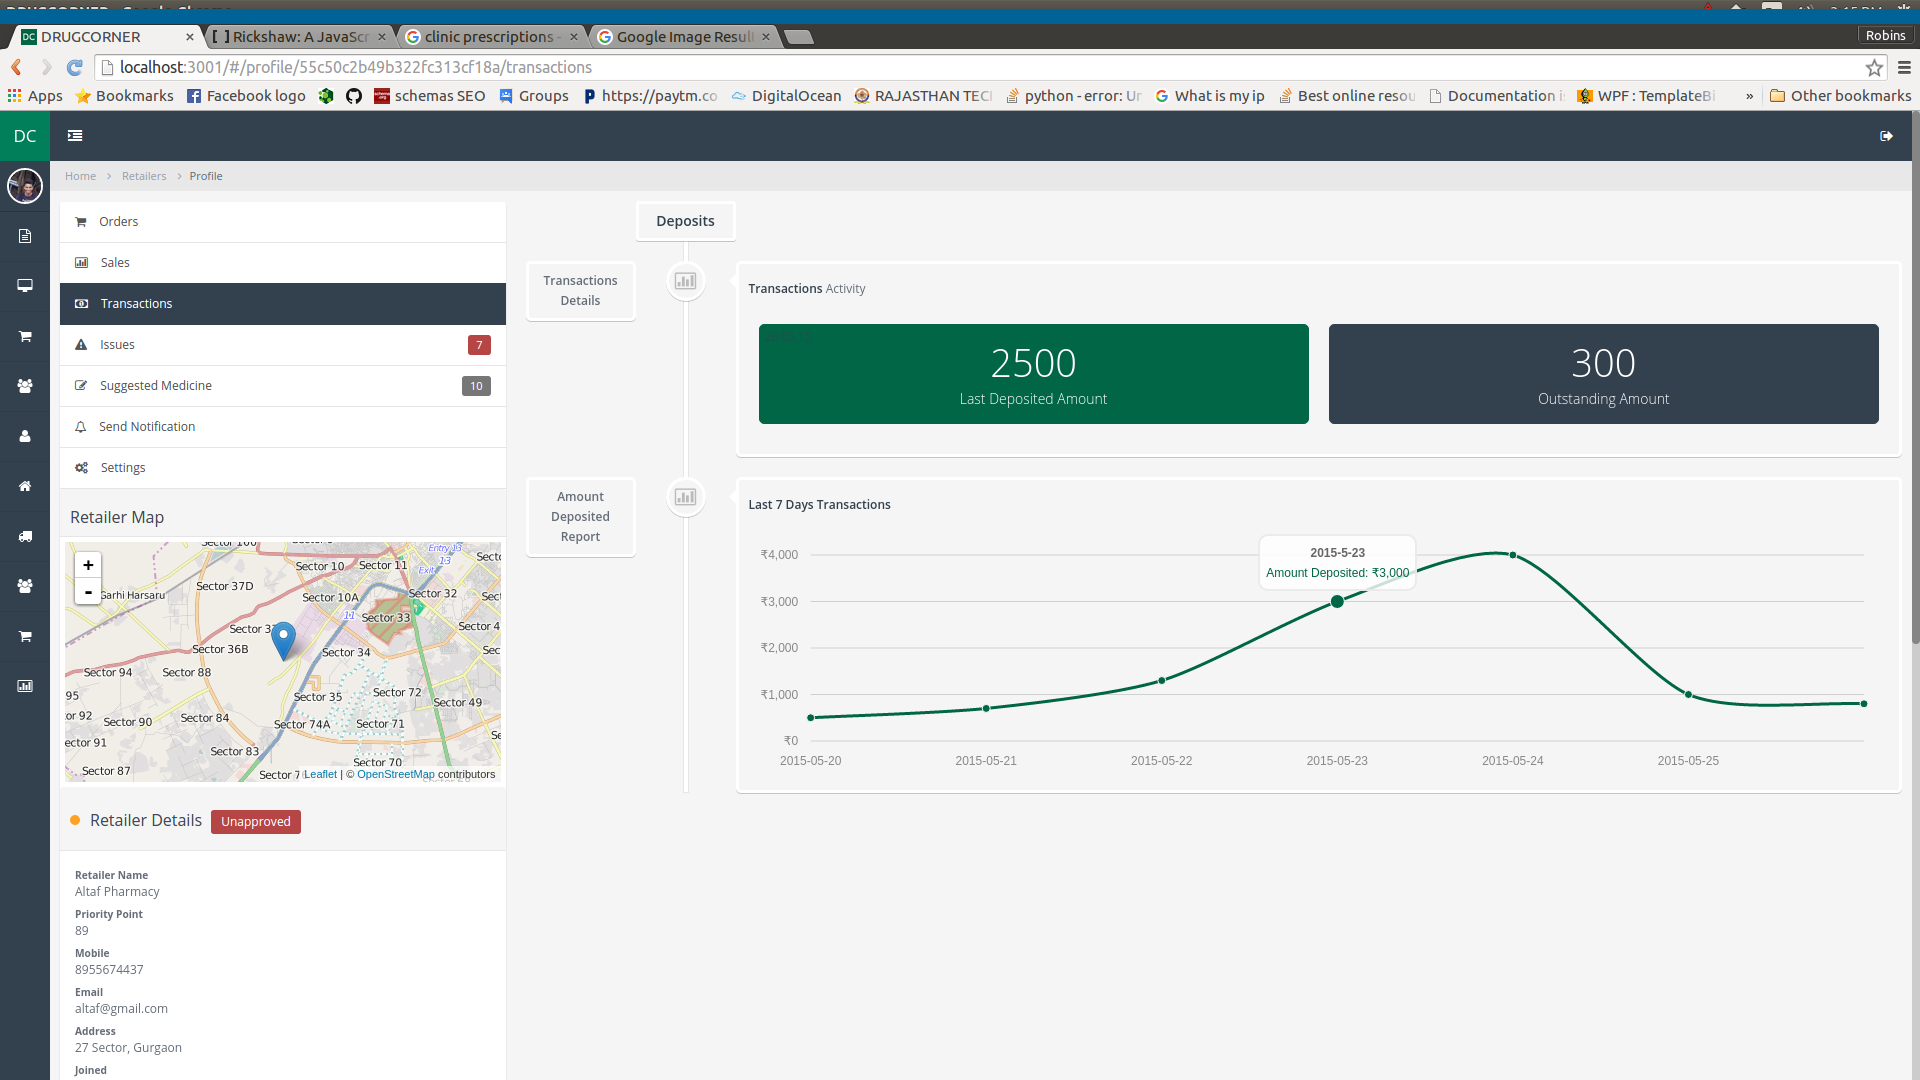 DRUGCORNER
[ ] Rickshaw: A JavaScr
clinic prescriptions -
Google Image Resul
Robins
localhost:3001/#/profile/55c50c2b49b322fc313cf18a/transactions
Apps
Bookmarks
Facebook logo
schemas SEO
Groups
https://paytm.co
DigitalOcean
RAJASTHAN TEC
python - error: Ur
What is my ip
Best online resou
Documentation
WPF : TemplateBi
»
Other bookmarks
DC
Home > Retailers > Profile
Orders
Sales
Transactions
Issues 7
Suggested Medicine 10
Send Notification
Settings
Retailer Map
+
-
Entry 13
13
Exit
Sector 10
Sector 11
Sector 37D
Garhi Harsaru
Sector 10A
Sector 32
11
Sector 33
Sector 4
Sector 36B
Sector 34
Sector 94
Sector 88
95
Sector 35
Sector 72
Sector 49
or 92
Sector 90
Sector 84
Sector 74A
Sector 71
ector 91
Sector 83
Sector 70
Sector 87
Sector 7
Leaflet | © OpenStreetMap contributors
Retailer Details
Unapproved
Retailer Name
Altaf Pharmacy
Priority Point
89
Mobile
8955674437
Email
altaf@gmail.com
Address
27 Sector, Gurgaon
Joined
Deposits
Transactions
Details
Transactions Activity
2500
Last Deposited Amount
300
Outstanding Amount
Amount
Deposited
Report
Last 7 Days Transactions
₹4,000
₹3,000
₹2,000
₹1,000
₹0
2015-5-23
Amount Deposited: ₹3,000
2015-05-20
2015-05-21
2015-05-22
2015-05-23
2015-05-24
2015-05-25